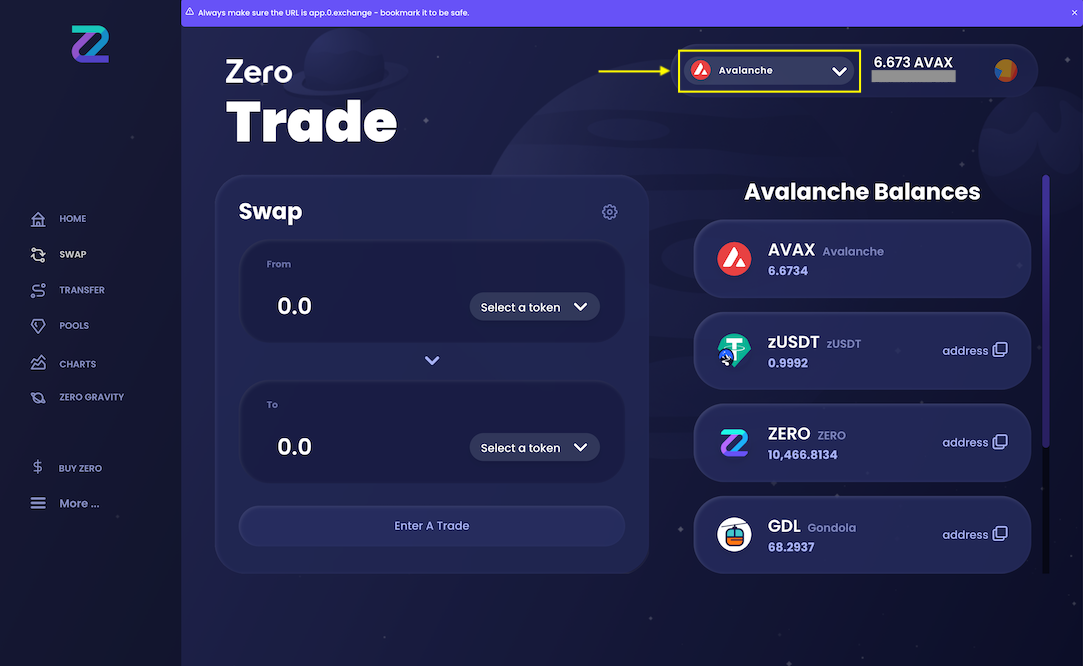 Always make sure the URL is app.0.exchange - bookmark it to be safe.
Zero
Trade
Avalanche
6.673 AVAX
HOME
SWAP
TRANSFER
POOLS
CHARTS
ZERO GRAVITY
BUY ZERO
More ...
Swap
From
0.0
Select a token
To
0.0
Select a token
Enter A Trade
Avalanche Balances
AVAX Avalanche
6.6734
zUSDT zUSDT
0.9992
address
ZERO ZERO
10,466.8134
address
GDL Gondola
68.2937
address